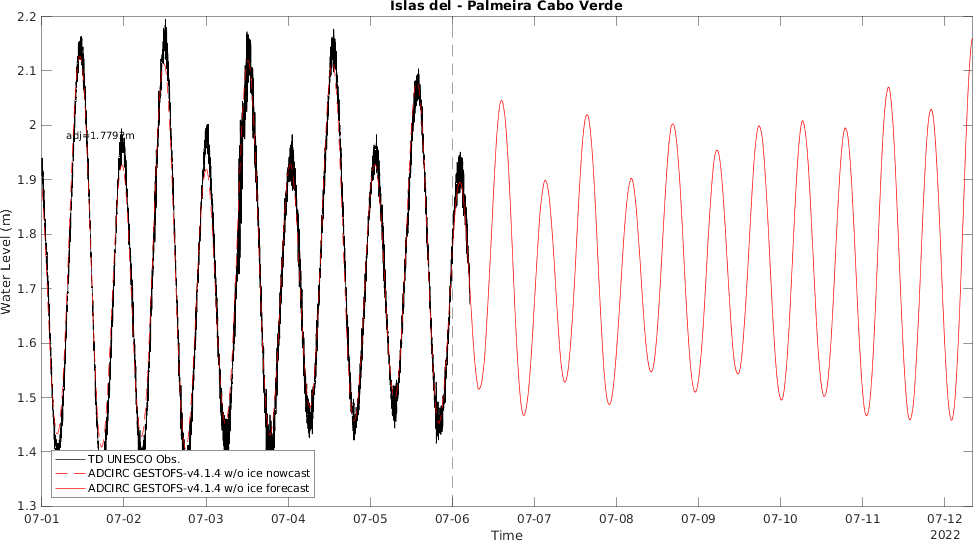 Islas del - Palmeira Cabo Verde
2.2
2.1
2
1.9
1.8
1.7
1.6
1.5
1.4
1.3
Water Level (m)
adj=1.7792m
TD UNESCO Obs.
ADCIRC GESTOFS-v4.1.4 w/o ice nowcast
ADCIRC GESTOFS-v4.1.4 w/o ice forecast
07-01 07-02 07-03 07-04 07-05 07-06 07-07 07-08 07-09 07-10 07-11 07-12
Time
2022